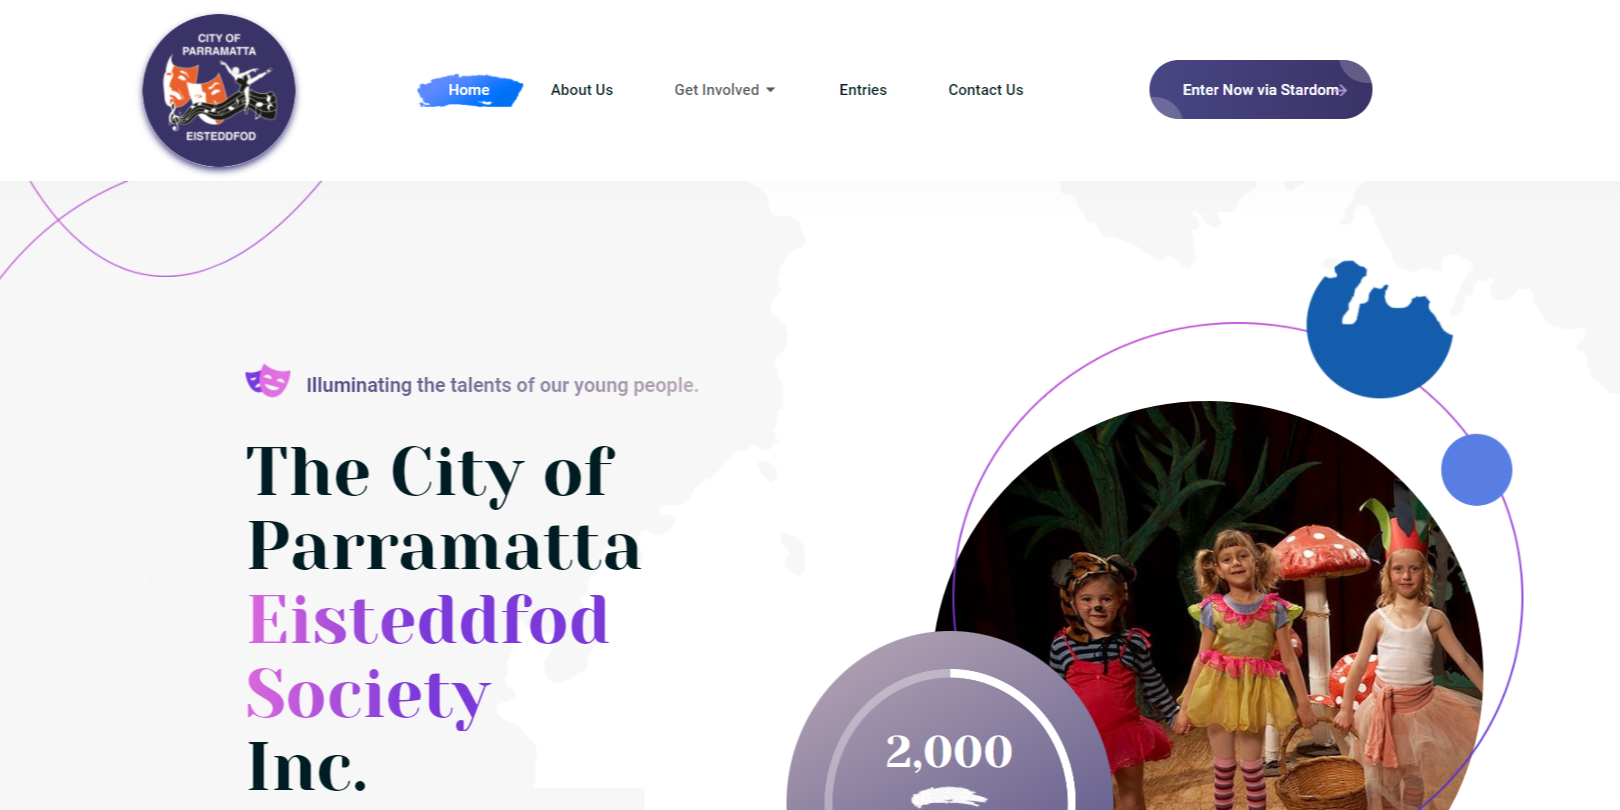 CITY OF
PARRAMATTA
EISTEDDFOD
Home
About Us
Get Involved
Entries
Contact Us
Enter Now via Stardom
Illuminating the talents of our young people.
The City of
Parramatta
Eisteddfod
Society
Inc.
2,000